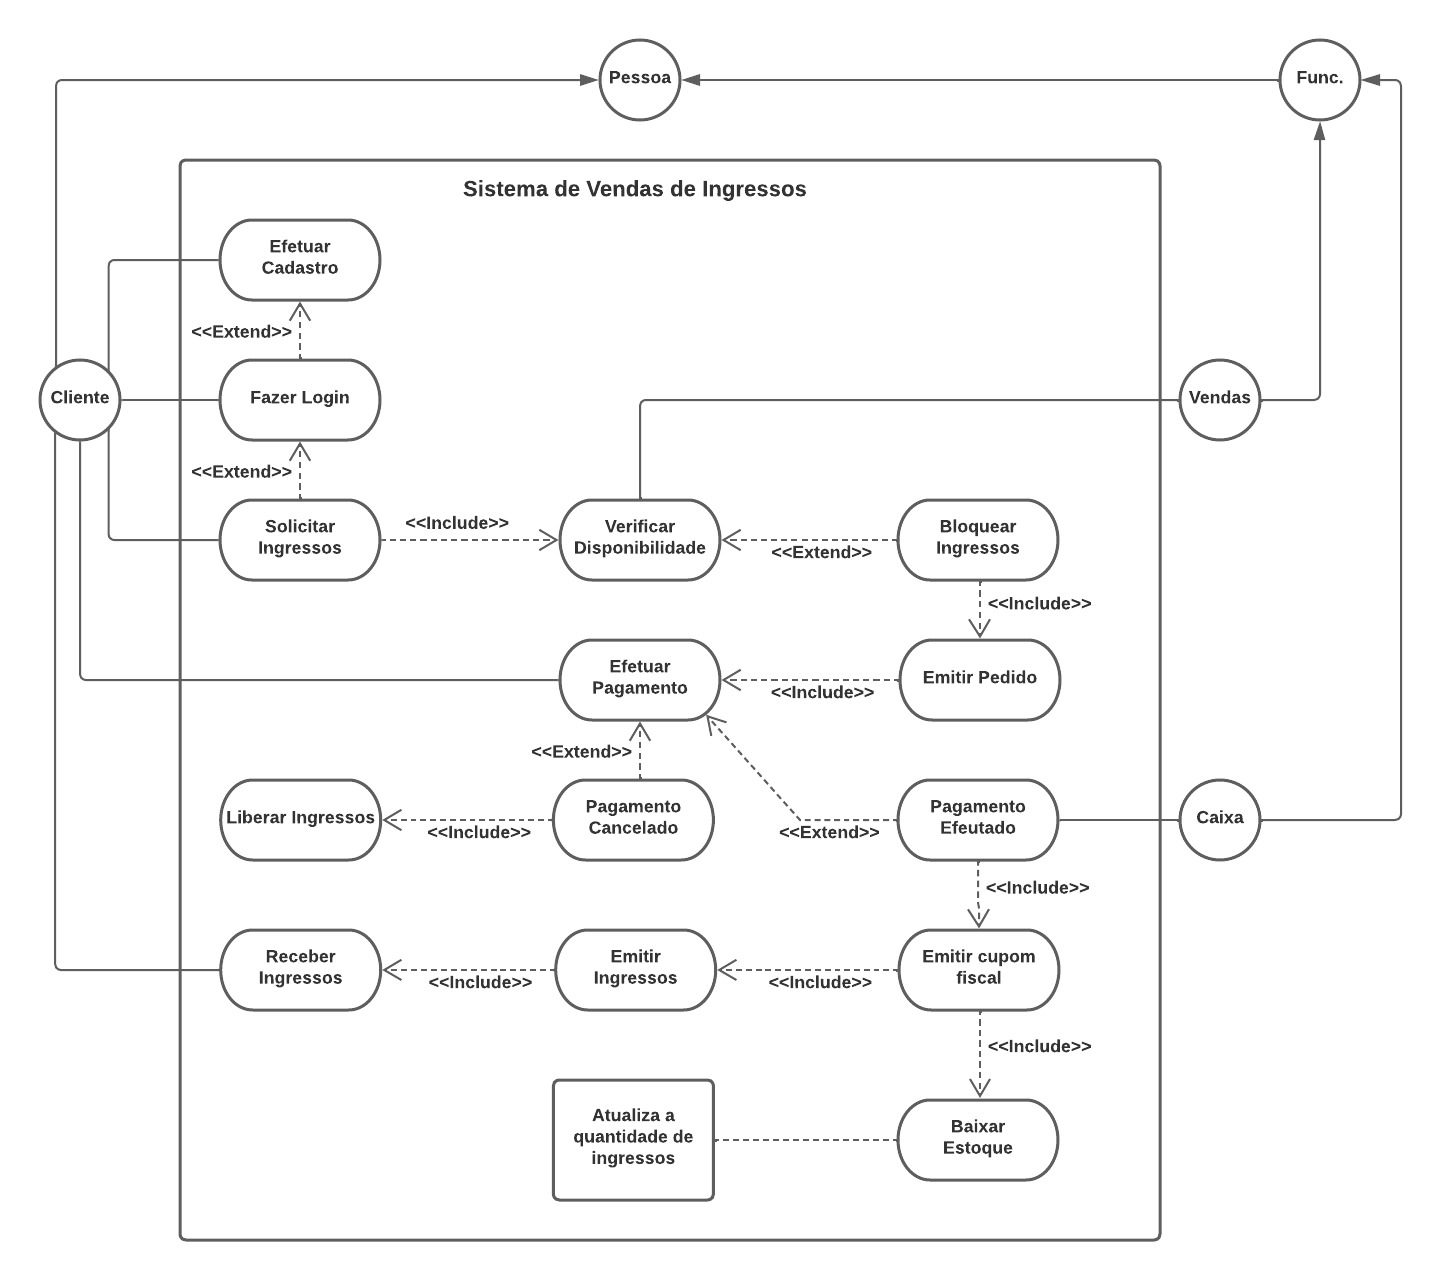 Pessoa
Func.
Sistema de Vendas de Ingressos
Efetuar
Cadastro
<<Extend>>
Cliente
Fazer Login
Vendas
<<Extend>>
Solicitar
Ingressos
<<Include>>
Verificar
Disponibilidade
<<Extend>>
Bloquear
Ingressos
<<Include>>
Efetuar
Pagamento
<<Include>>
Emitir Pedido
<<Extend>>
Liberar Ingressos
<<Include>>
Pagamento
Cancelado
<<Extend>>
Pagamento
Efeutado
Caixa
<<Include>>
Receber
Ingressos
<<Include>>
Emitir
Ingressos
<<Include>>
Emitir cupom
fiscal
<<Include>>
Atualiza a
quantidade de
ingressos
Baixar
Estoque